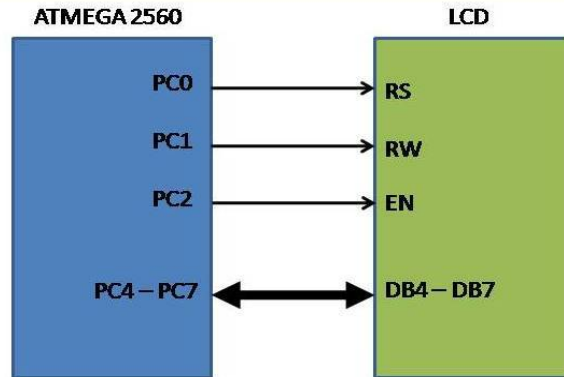 ATMEGA 2560 LCD
PC0 RS
PC1 RW
PC2 EN
PC4 – PC7 DB4 – DB7